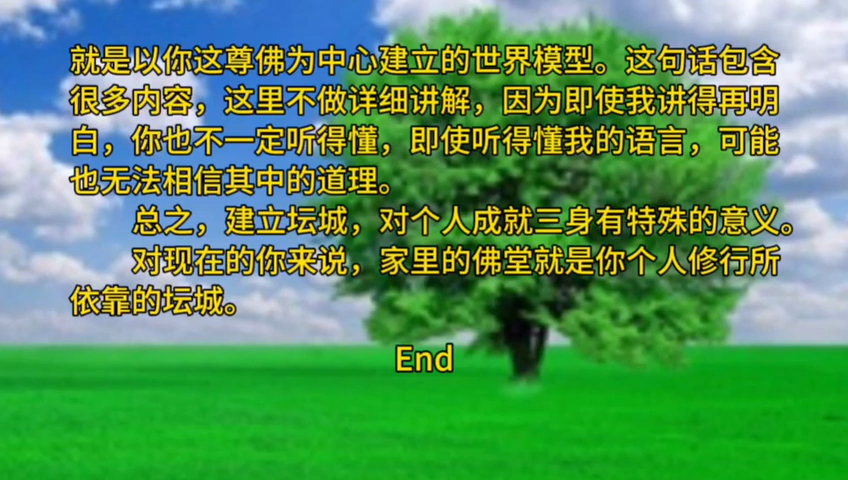 就是以你这尊佛为中心建立的世界模型。这句话包含
很多内容，这里不做详细讲解，因为即使我讲得再明
白，你也不一定听得懂，即使听得懂我的语言，可能
也无法相信其中的道理。
总之，建立坛城，对个人成就三身有特殊的意义。
对现在的你来说，家里的佛堂就是你个人修行所
依靠的坛城。
End